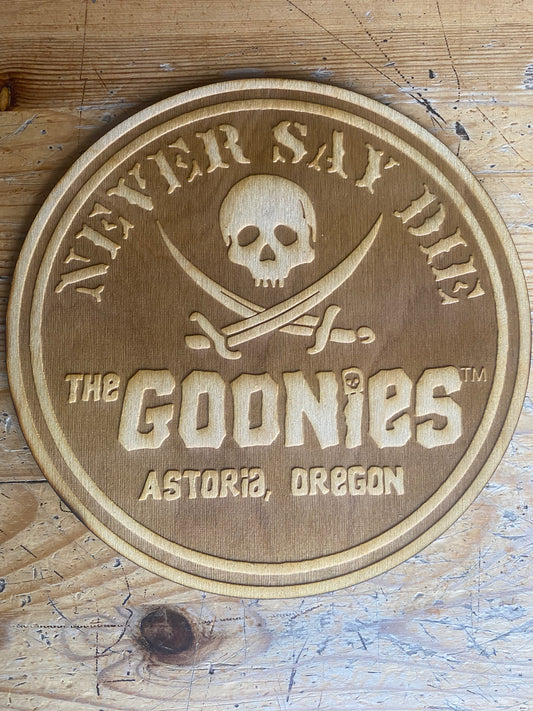 NEVER SAY DIE
THE GOONIES™
ASTORIA, OREGON